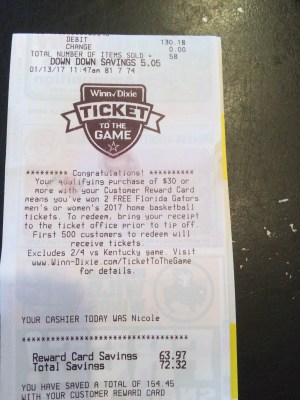 DEBIT 130.18
CHANGE 0.00
TOTAL NUMBER OF ITEMS SOLD = 58
DOWN DOWN SAVINGS 5.05
01/13/17 11:47am 81 7 74
Winn Dixie
TICKET
TO THE
GAME
********* Congratulations! *********
Your qualifying purchase of $30 or
more with your Customer Reward Card
means you've won 2 FREE Florida Gators
men's or women's 2017 home basketball
tickets. To redeem, bring your receipt
to the ticket office prior to tip off.
First 500 customers to redeem will
receive tickets.
Excludes 2/4 vs Kentucky game. Visit
www.Winn-Dixie.com/TicketToTheGame
for details.
YOUR CASHIER TODAY WAS Nicole
Reward Card Savings 63.97
Total Savings 72.32
YOU HAVE SAVED A TOTAL OF 164.45
WITH YOUR CUSTOMER REWARD CARD